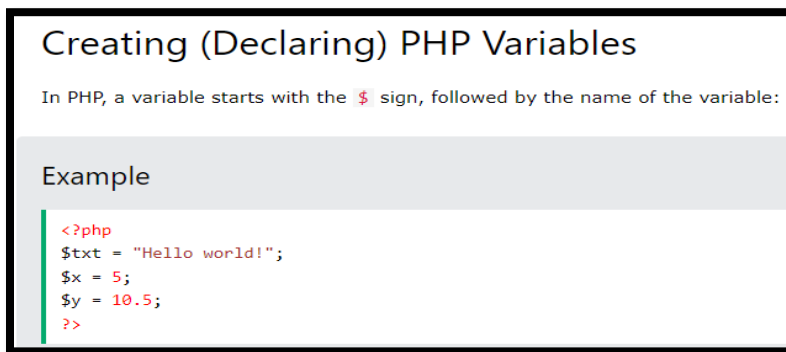 Creating (Declaring) PHP Variables
In PHP, a variable starts with the $ sign, followed by the name of the variable:
Example
<?php
$txt = "Hello world!";
$x = 5;
$y = 10.5;
?>